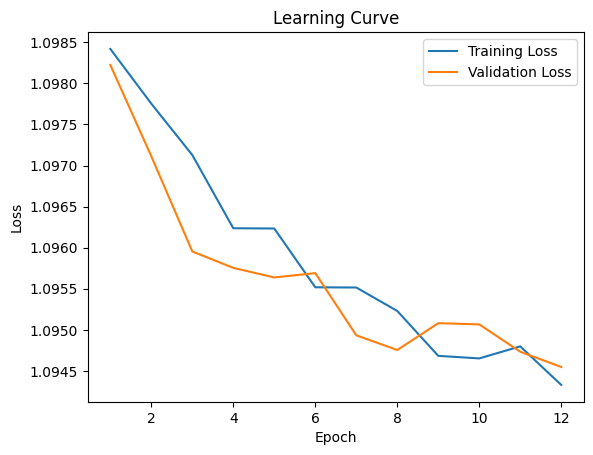 Learning Curve
Training Loss
Validation Loss
1.0985
1.0980
1.0975
1.0970
1.0965
1.0960
1.0955
1.0950
1.0945
Loss
2 4 6 8 10 12
Epoch